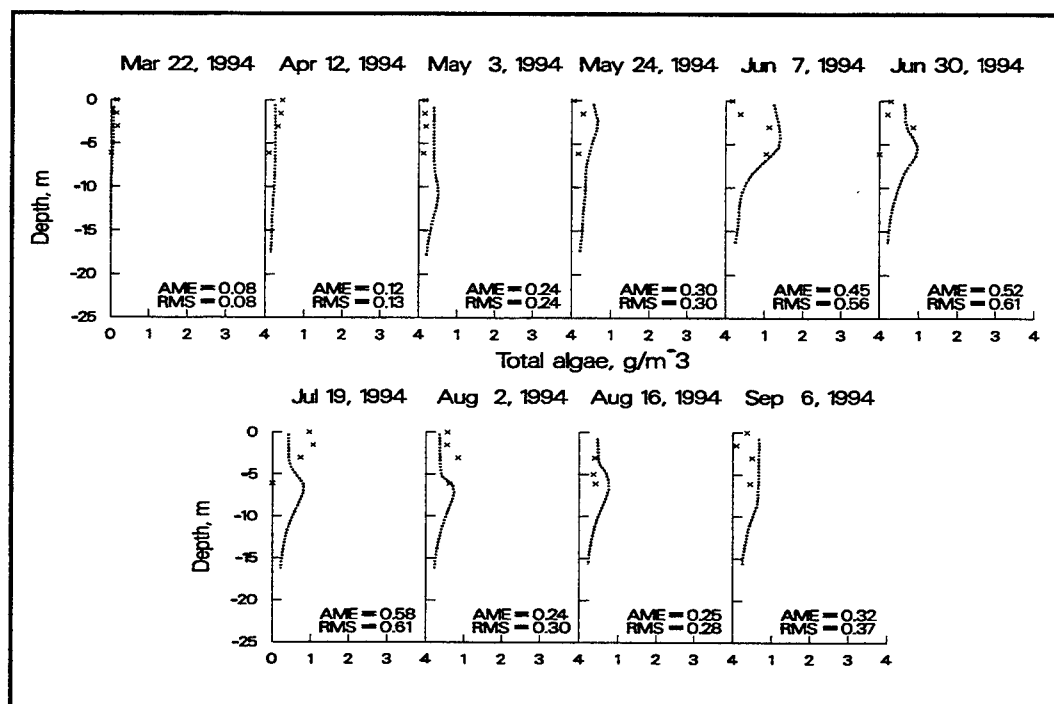 Mar 22, 1994 Apr 12, 1994 May 3, 1994 May 24, 1994 Jun 7, 1994 Jun 30, 1994
0
-5
-10
-15
-20
-25
Depth, m
AME = 0.08 AME = 0.12 AME = 0.24 AME = 0.30 AME = 0.45 AME = 0.52
RMS = 0.08 RMS = 0.13 RMS = 0.24 RMS = 0.30 RMS = 0.56 RMS = 0.61
0 1 2 3 4 1 2 3 4 1 2 3 4 1 2 3 4 1 2 3 4 1 2 3 4
Total algae, g/m^3
Jul 19, 1994 Aug 2, 1994 Aug 16, 1994 Sep 6, 1994
0
-5
-10
-15
-20
-25
Depth, m
AME = 0.58 AME = 0.24 AME = 0.25 AME = 0.32
RMS = 0.61 RMS = 0.30 RMS = 0.28 RMS = 0.37
0 1 2 3 4 1 2 3 4 1 2 3 4 1 2 3 4